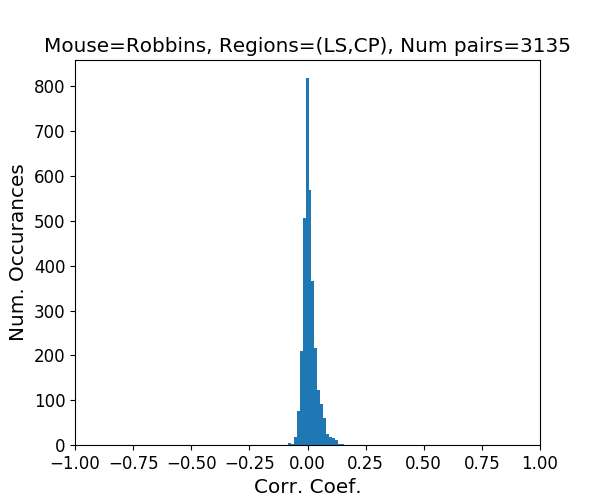 Mouse=Robbins, Regions=(LS,CP), Num pairs=3135
800
700
600
500
400
300
200
100
0
Num. Occurances
−1.00 −0.75 −0.50 −0.25 0.00 0.25 0.50 0.75 1.00
Corr. Coef.